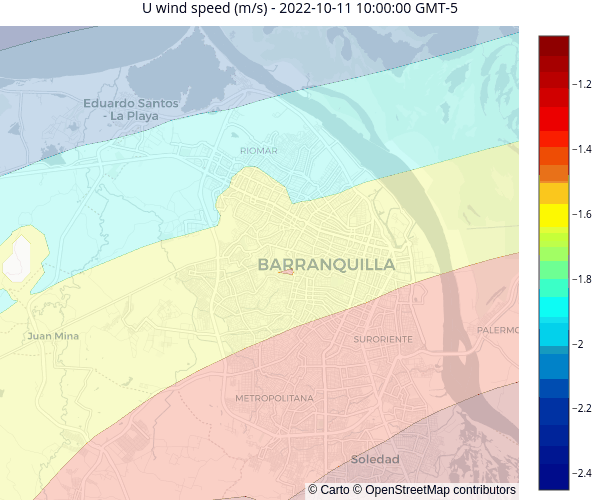 U wind speed (m/s) - 2022-10-11 10:00:00 GMT-5
−1.2
Eduardo Santos
- La Playa
−1.4
RIOMAR
−1.6
BARRANQUILLA
−1.8
Juan Mina
PALERMO
SURORIENTE
−2
METROPOLITANA
−2.2
Soledad
−2.4
© Carto © OpenStreetMap contributors